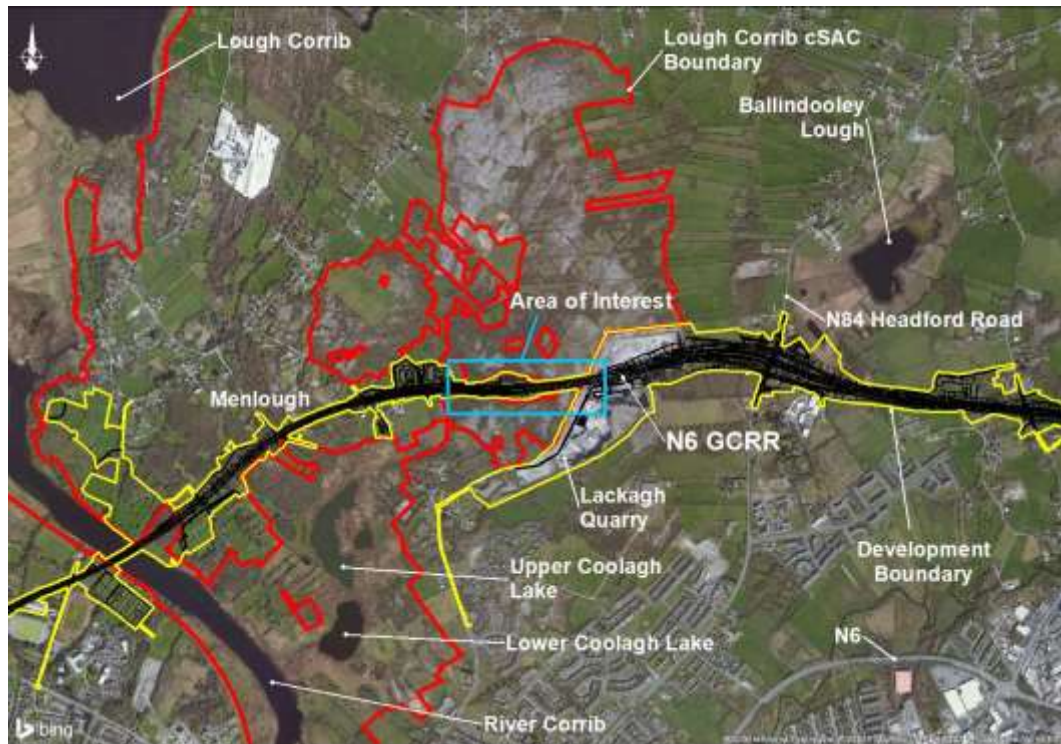 Lough Corrib
Lough Corrib cSAC
Boundary
Ballindooley
Lough
Area of Interest
N84 Headford Road
Menlough
N6 GCRR
Lackagh
Quarry
Upper Coolagh
Lake
Development
Boundary
Lower Coolagh Lake
N6
River Corrib
bing